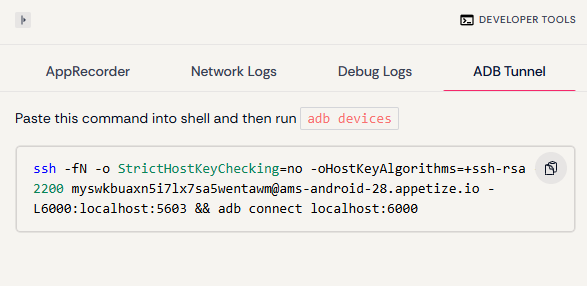 DEVELOPER TOOLS
AppRecorder Network Logs Debug Logs ADB Tunnel
Paste this command into shell and then run adb devices
ssh -fN -o StrictHostKeyChecking=no -oHostKeyAlgorithms=+ssh-rsa
2200 myswkbuaxn5i7lx7sa5wentawm@ams-android-28.appetize.io -
L6000:localhost:5603 && adb connect localhost:6000